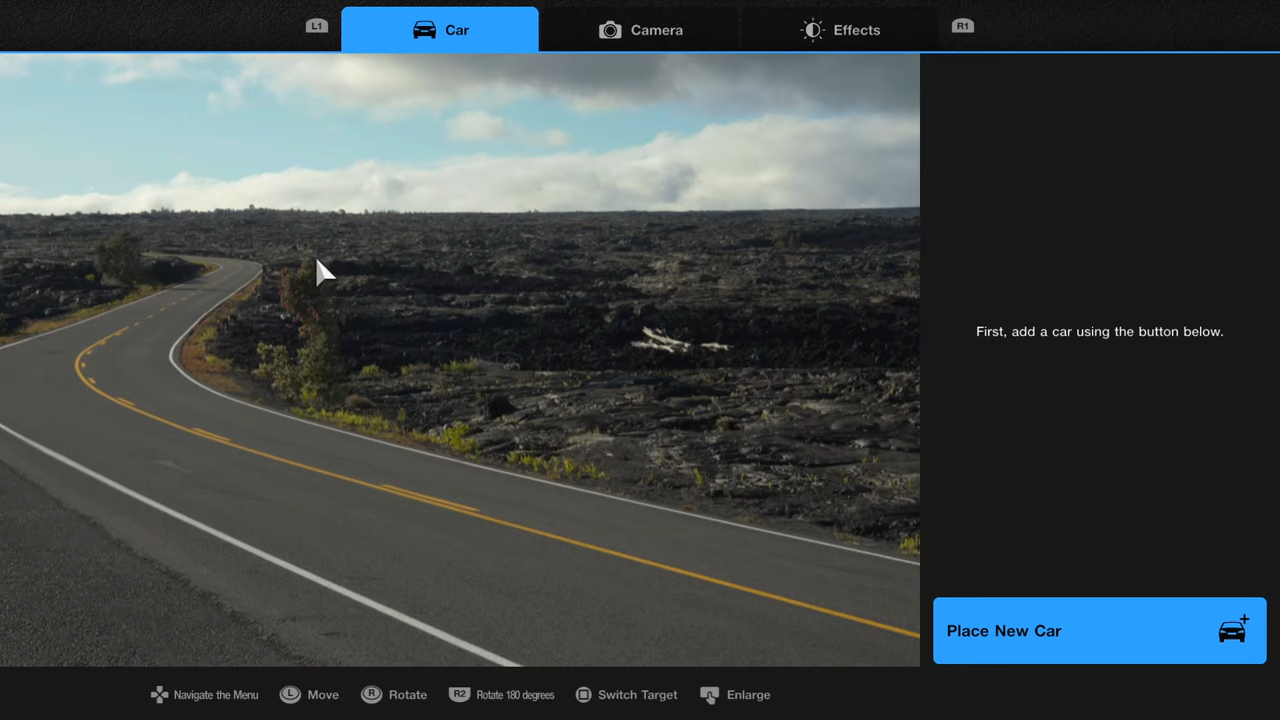 L1
Car
Camera
Effects
R1
First, add a car using the button below.
Place New Car
Navigate the Menu
L Move
R Rotate
R2 Rotate 180 degrees
Switch Target
Enlarge